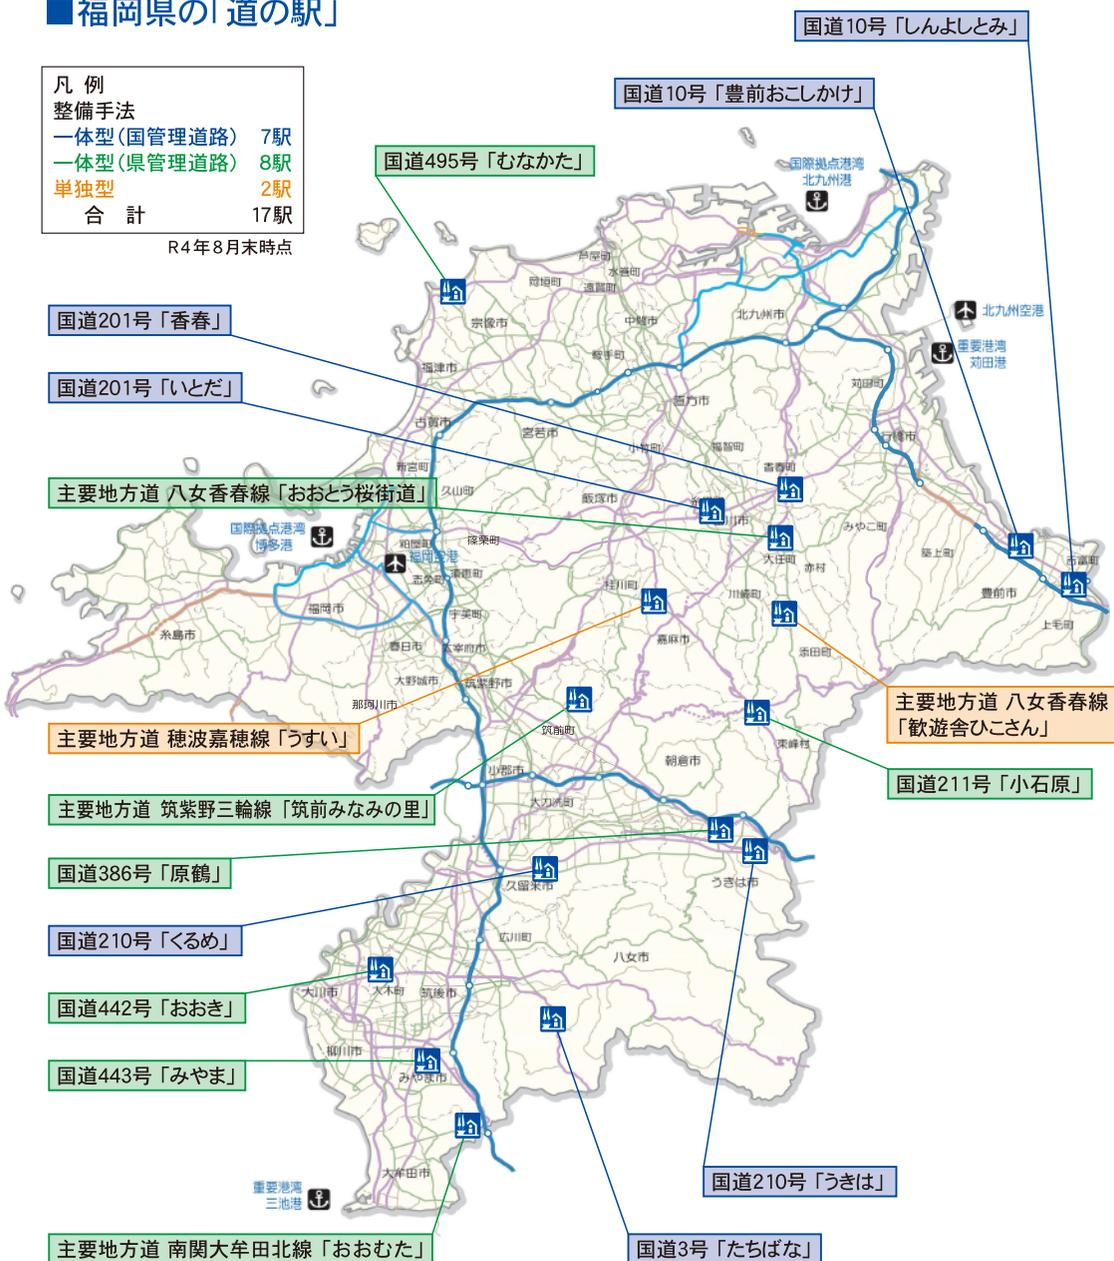 ■福岡県の「道の駅」
凡 例
整備手法
一体型（国管理道路） 7駅
一体型（県管理道路） 8駅
単独型 2駅
合 計 17駅
R4年8月末時点
国道10号 「しんよしとみ」
国道10号 「豊前おこしかけ」
国道495号 「むなかた」
国際拠点港湾
北九州港
芦屋町
水巻町
岡垣町
遠賀町
北九州空港
宗像市
中間市
北九州市
国道201号 「香春」
重要港湾
苅田港
鞍手町
福津市
苅田町
国道201号 「いとだ」
直方市
古賀市
宮若市
行橋市
小竹町
福智町
新宮町
香春町
主要地方道 八女香春線 「おおとう桜街道」
久山町
飯塚市
川市
みやこ町
国際拠点港湾
博多港
粕屋町
篠栗町
福岡空港
大任町
赤村
築上町
吉富町
志免町
須恵町
桂川町
川崎町
豊前市
福岡市
宇美町
上毛町
糸島市
嘉麻市
春日市
太宰府市
添田町
大野城市
筑紫野市
那珂川市
主要地方道 八女香春線
「歓遊舎ひこさん」
主要地方道 穂波嘉穂線 「うすい」
筑前町
東峰村
朝倉市
小郡市
国道211号 「小石原」
主要地方道 筑紫野三輪線 「筑前みなみの里」
大刀洗町
国道386号 「原鶴」
久留米市
うきは市
国道210号 「くるめ」
広川町
八女市
国道442号 「おおき」
大川市
大木町
筑後市
柳川市
国道443号 「みやま」
みやま市
大牟田市
国道210号 「うきは」
重要港湾
三池港
主要地方道 南関大牟田北線 「おおむた」
国道3号 「たちばな」